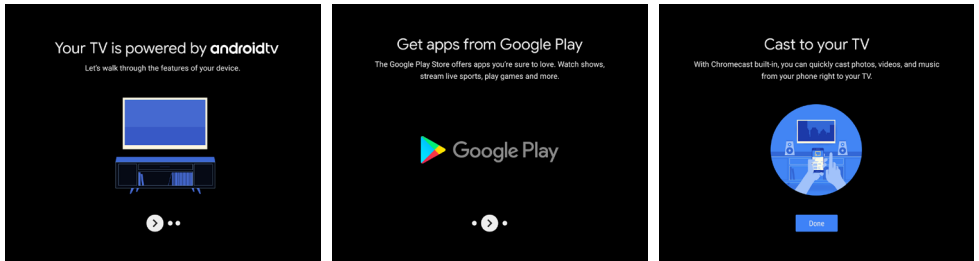 Your TV is powered by androidtv
Let's walk through the features of your device.
Get apps from Google Play
The Google Play Store offers apps you're sure to love. Watch shows,
stream live sports, play games and more.
Google Play
Cast to your TV
With Chromecast built-in, you can quickly cast photos, videos, and music
from your phone right to your TV.
Done